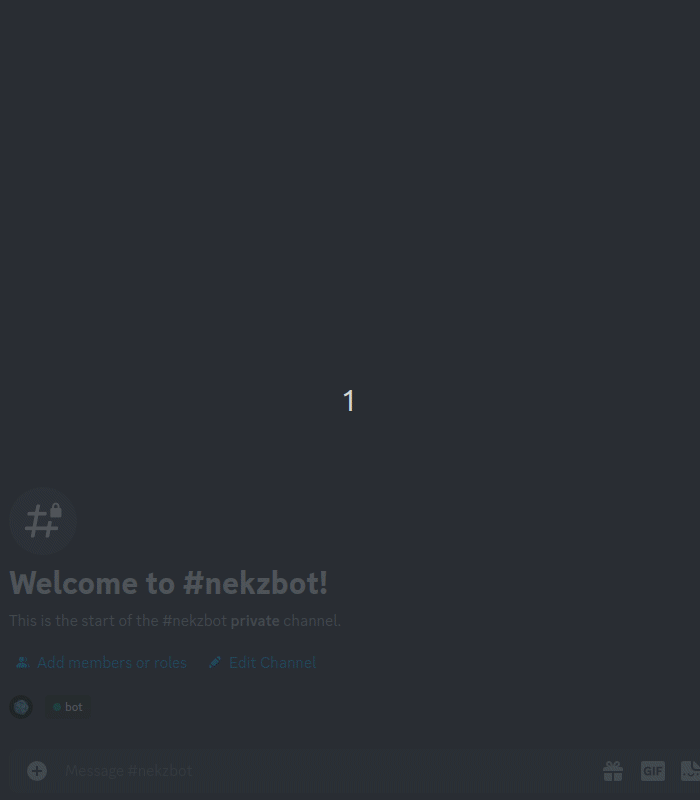 1
Welcome to #nekzbot!
This is the start of the #nekzbot private channel.
Add members or roles Edit Channel
bot
Message #nekzbot
GIF